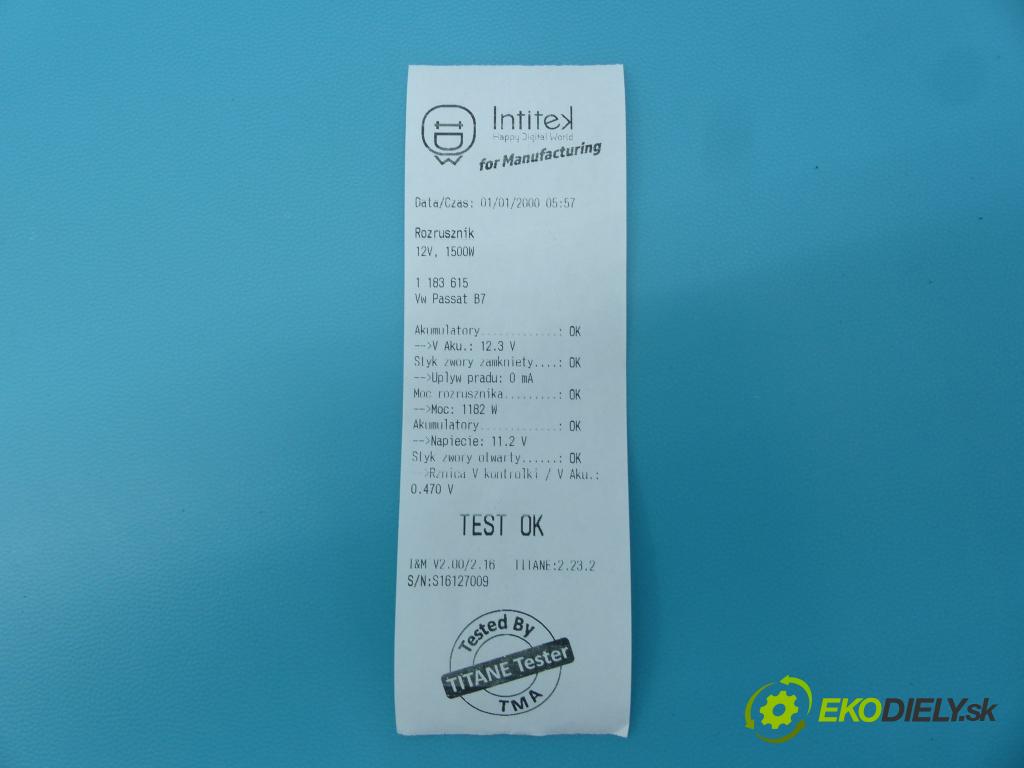 Intitek
Happy Digital World
for Manufacturing
Data/Czas: 01/01/2000 05:57
Rozrusznik
12V, 1500W
1 183 615
Vw Passat B7
Akumulatory............: OK
-->V Aku.: 12.3 V
Styk zwory zamkniety....: OK
-->Uplyw pradu: 0 mA
Moc rozrusznika.........: OK
-->Moc: 1182 W
Akumulatory............: OK
-->Napiecie: 11.2 V
Styk zwory otwarty......: OK
-->Rznica V kontrolki / V Aku.:
0.470 V
TEST OK
I&M V2.00/2.16 TITANE:2.23.2
S/N:S16127009
Tested By
TITANE Tester
TMA
EKODIELY.sk